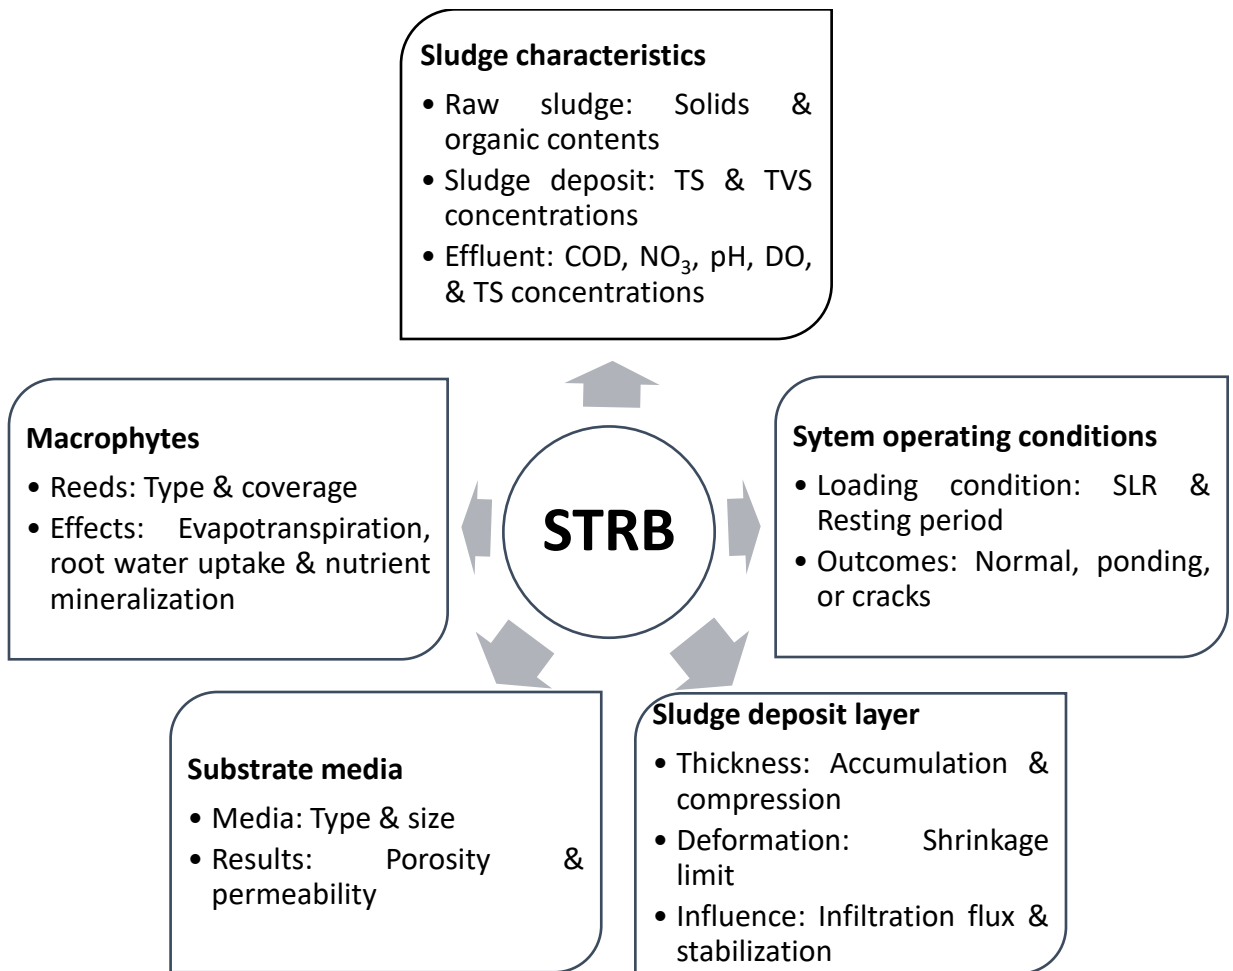 Sludge characteristics
• Raw sludge: Solids &
organic contents
• Sludge deposit: TS & TVS
concentrations
• Effluent: COD, NO₃, pH, DO,
& TS concentrations
Macrophytes
• Reeds: Type & coverage
• Effects: Evapotranspiration,
root water uptake & nutrient
mineralization
STRB
Sytem operating conditions
• Loading condition: SLR &
Resting period
• Outcomes: Normal, ponding,
or cracks
Substrate media
• Media: Type & size
• Results: Porosity &
permeability
Sludge deposit layer
• Thickness: Accumulation &
compression
• Deformation: Shrinkage
limit
• Influence: Infiltration flux &
stabilization